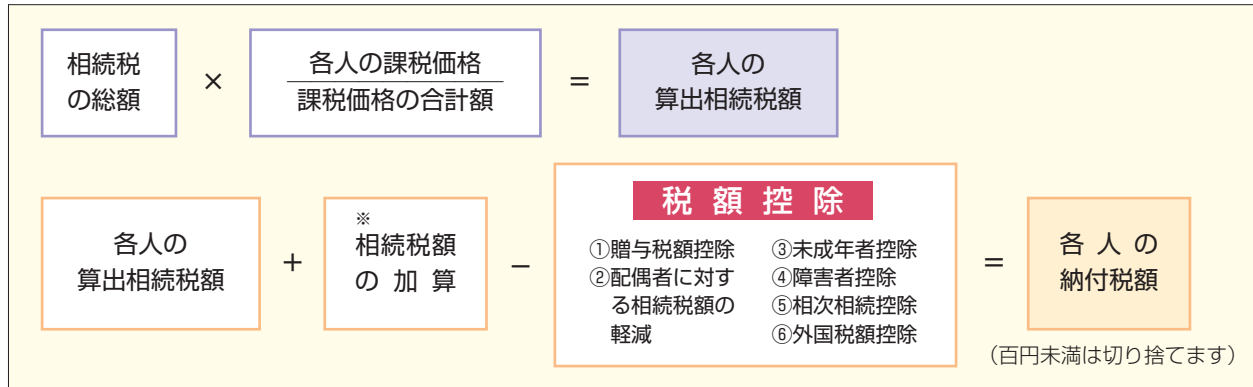 相続税
の総額
×
各人の課税価格
課税価格の合計額
＝
各人の
算出相続税額
各人の
算出相続税額
＋
※
相続税額
の加算
－
税額控除
①贈与税額控除
②配偶者に対す
る相続税額の
軽減
③未成年者控除
④障害者控除
⑤相次相続控除
⑥外国税額控除
＝
各人の
納付税額
（百円未満は切り捨てます）